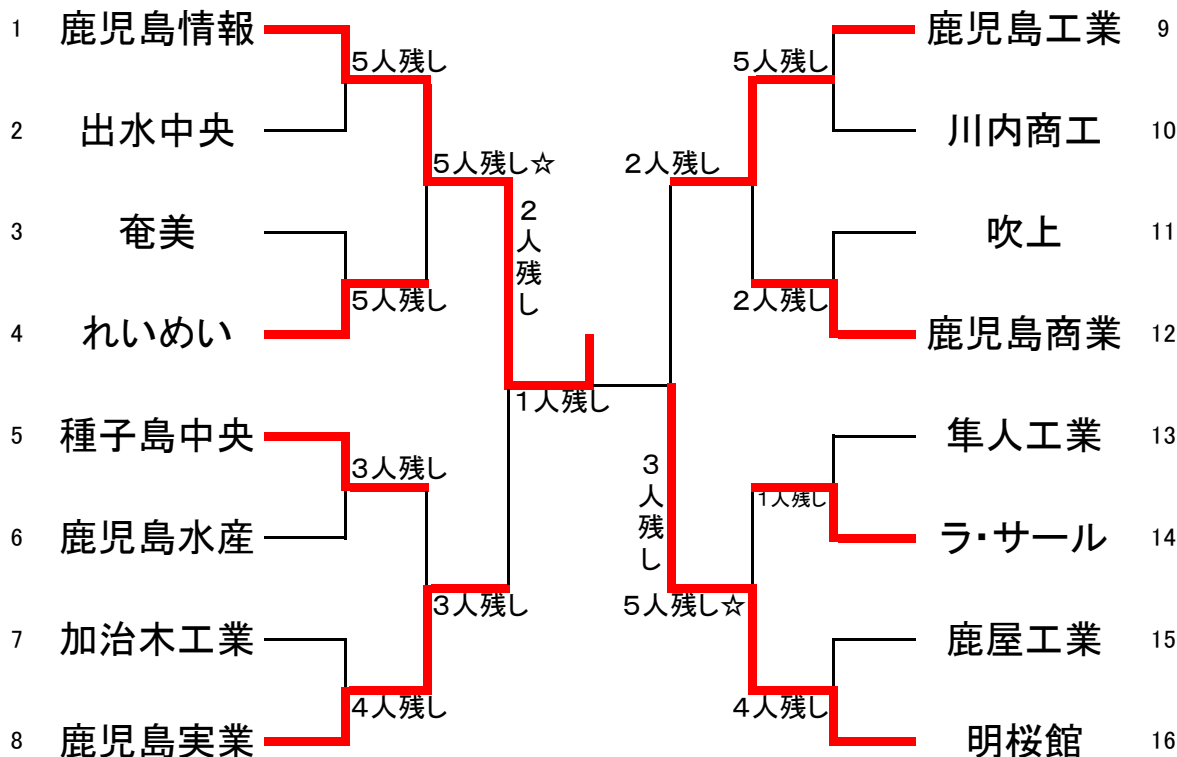 1 鹿児島情報
5人残し
2 出水中央
5人残し☆
3 奄美
5人残し
4 れいめい
2人残し
1人残し
5 種子島中央
3人残し
6 鹿児島水産
3人残し
7 加治木工業
4人残し
8 鹿児島実業
鹿児島工業 9
5人残し
川内商工 10
2人残し
吹上 11
2人残し
鹿児島商業 12
3人残し
隼人工業 13
1人残し
ラ・サール 14
5人残し☆
鹿屋工業 15
4人残し
明桜館 16